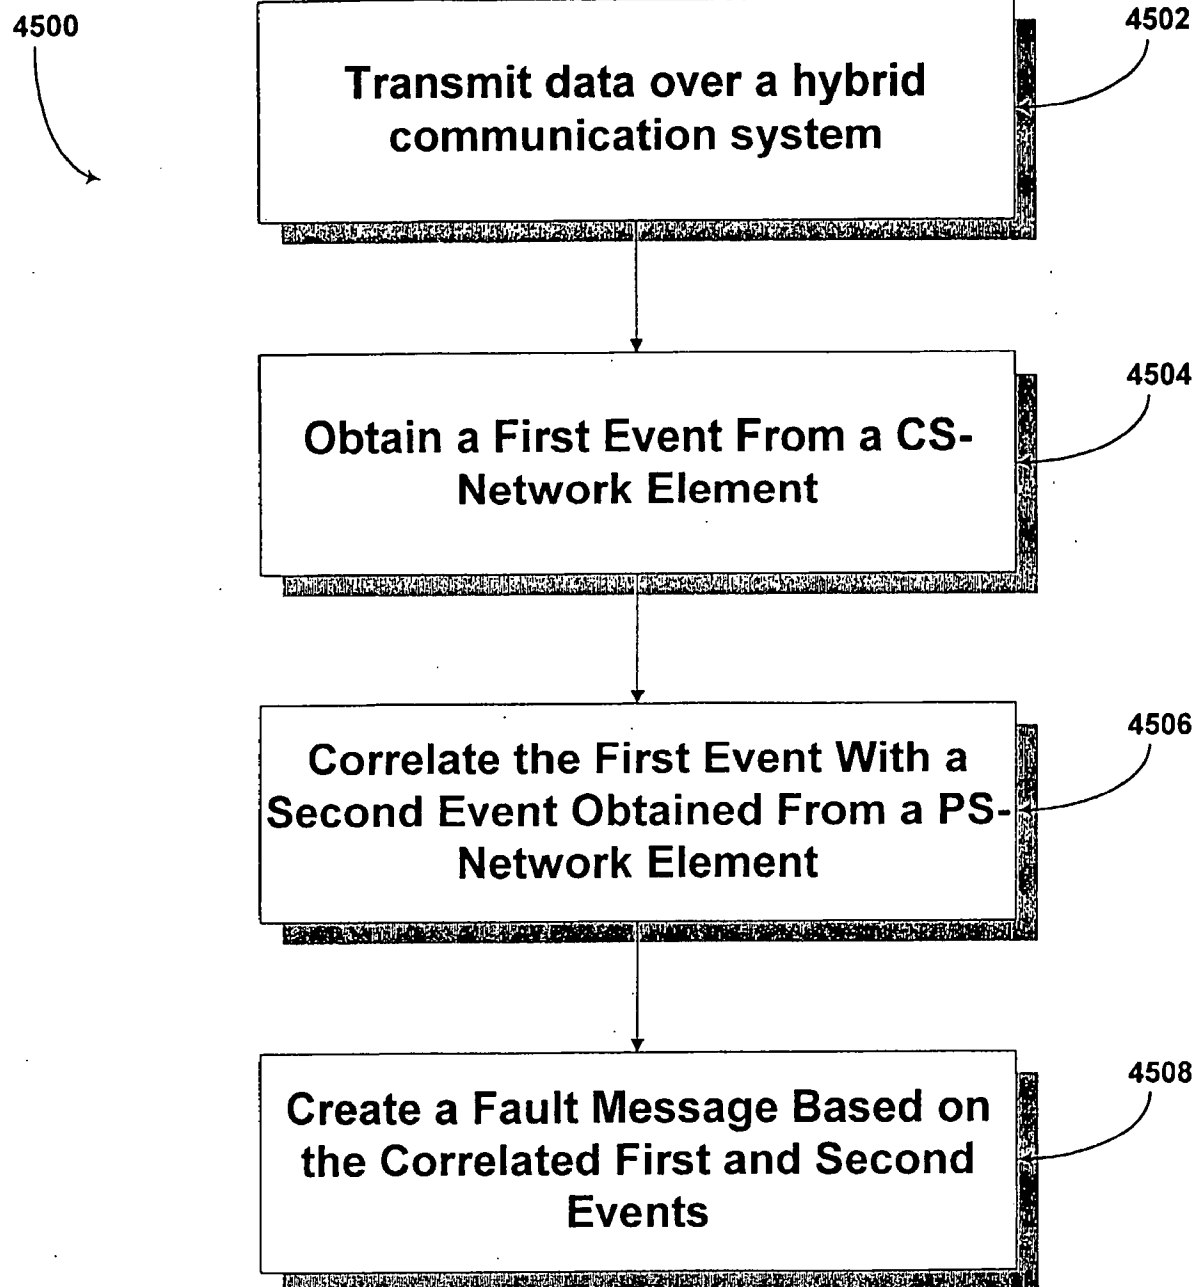 4500
4502
Transmit data over a hybrid
communication system
4504
Obtain a First Event From a CS-
Network Element
4506
Correlate the First Event With a
Second Event Obtained From a PS-
Network Element
4508
Create a Fault Message Based on
the Correlated First and Second
Events